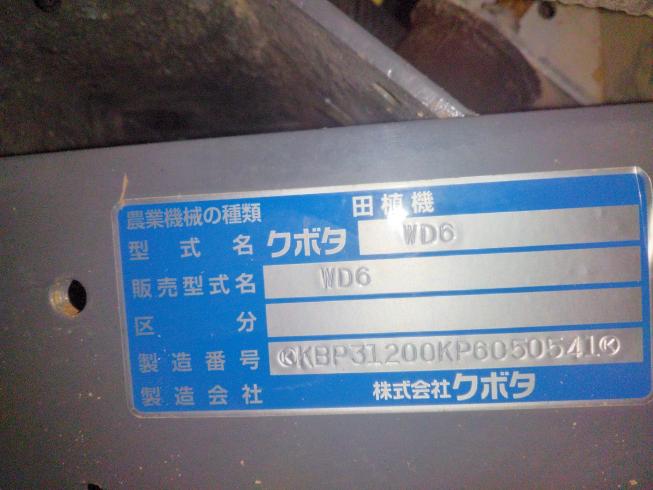 農業機械の種類 田植機
型式名 クボタ WD6
販売型式名 WD6
区分
製造番号 ⓀKBP31200KP6050541Ⓚ
製造会社 株式会社クボタ